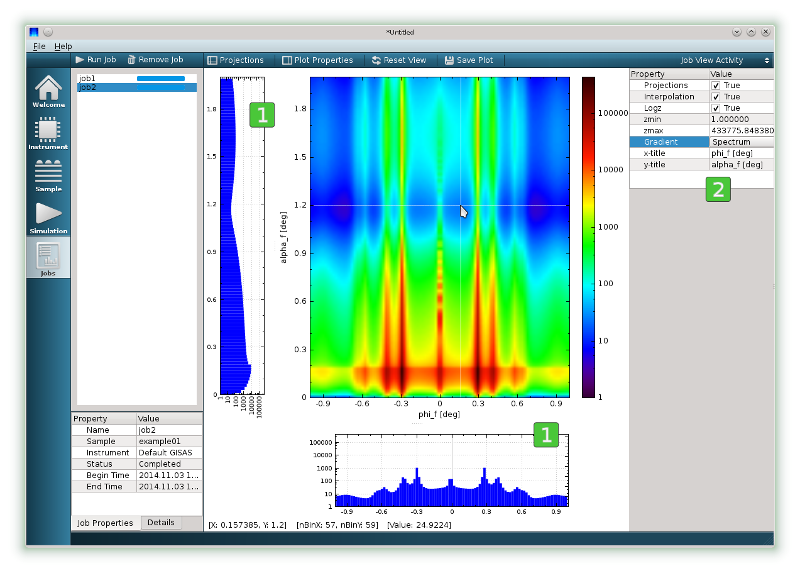 *Untitled
File Help
Run Job Remove Job Projections Plot Properties Reset View Save Plot Job View Activity
Welcome
Instrument
Sample
Simulation
Jobs
job1
job2
Property Value
Name job2
Sample example01
Instrument Default GISAS
Status Completed
Begin Time 2014.11.03 1...
End Time 2014.11.03 1...
Job Properties Details
1.8
1.5
1.2
0.9
0.6
0.3
0
1
10
100
1000
10000
100000
1
alpha_f [deg]
1.8
1.5
1.2
0.9
0.6
0.3
0
-0.9 -0.6 -0.3 0 0.3 0.6 0.9
phi_f [deg]
100000
10000
1000
100
10
1
1
100000
10000
1000
100
10
1
-0.9 -0.6 -0.3 0 0.3 0.6 0.9
[X: 0.157385, Y: 1.2] [nBinX: 57, nBinY: 59] [Value: 24.9224]
Property Value
Projections True
Interpolation True
Logz True
zmin 1.000000
zmax 433775.848380
Gradient Spectrum
x-title phi_f [deg]
y-title alpha_f [deg]
2